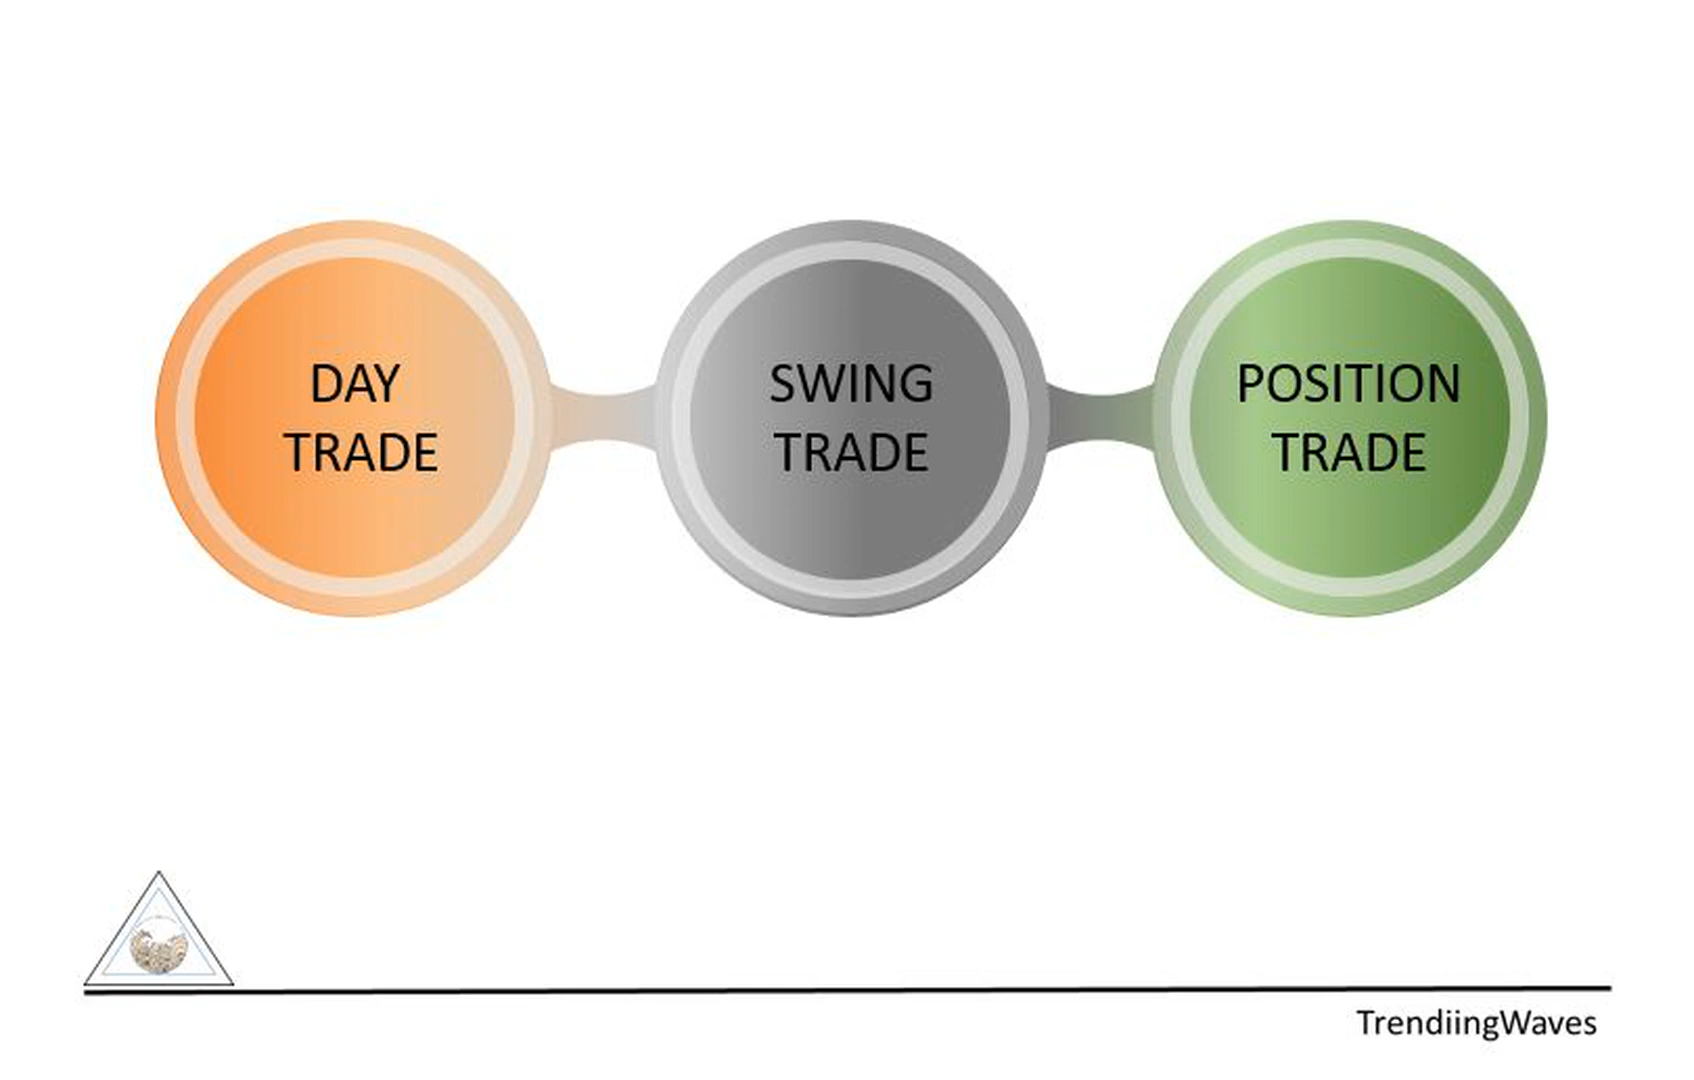 DAY
TRADE
SWING
TRADE
POSITION
TRADE
TrendiingWaves